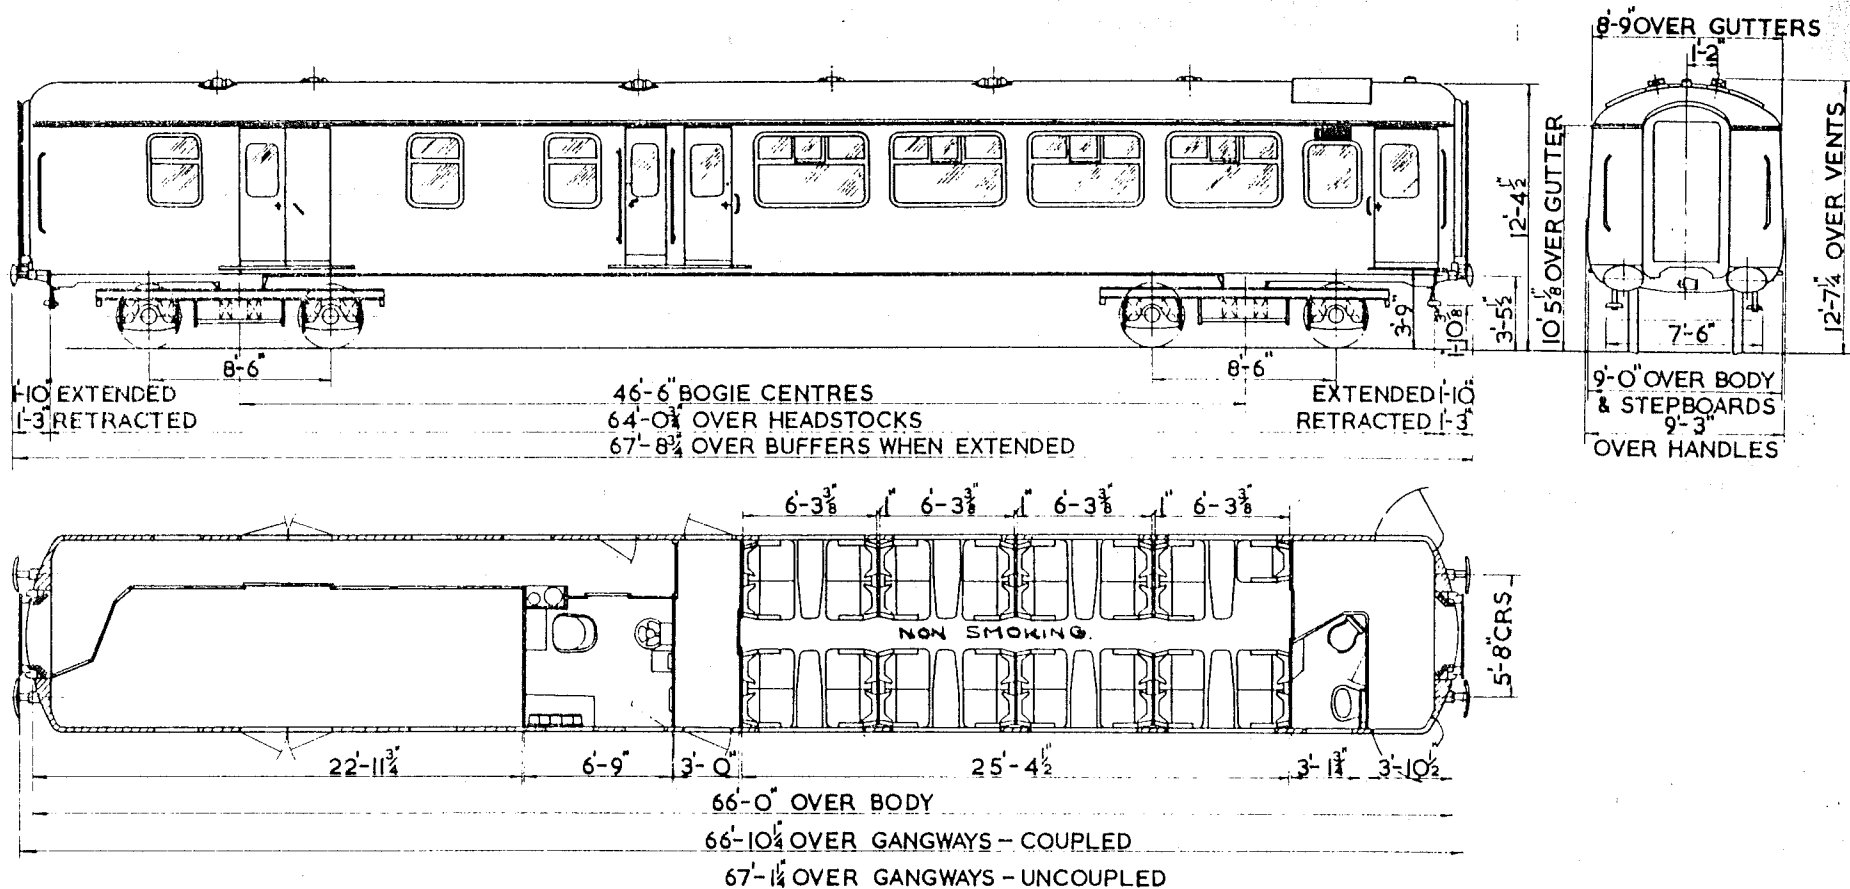 8'-9" OVER GUTTERS
1'-2"
12'-4½"
10'5⅛" OVER GUTTER
12'-7¼" OVER VENTS
3'-9"
1'-10⅜"
3'-5½"
7'-6"
8'-6"
8'-6"
1'-10" EXTENDED
46'-6" BOGIE CENTRES
EXTENDED 1'-10"
9'-0" OVER BODY
& STEPBOARDS
1'-3" RETRACTED
64'-0¾" OVER HEADSTOCKS
RETRACTED 1'-3"
9'-3"
OVER HANDLES
67'-8¾" OVER BUFFERS WHEN EXTENDED
6'-3⅜" 1" 6'-3⅜" 1" 6'-3⅜" 1" 6'-3⅜"
NON SMOKING.
5'-8" CRS
22'-11¾" 6'-9" 3'-0" 25'-4½" 3'-1¾" 3'-10½"
66'-0" OVER BODY
66'-10¼" OVER GANGWAYS – COUPLED
67'-1¼" OVER GANGWAYS – UNCOUPLED